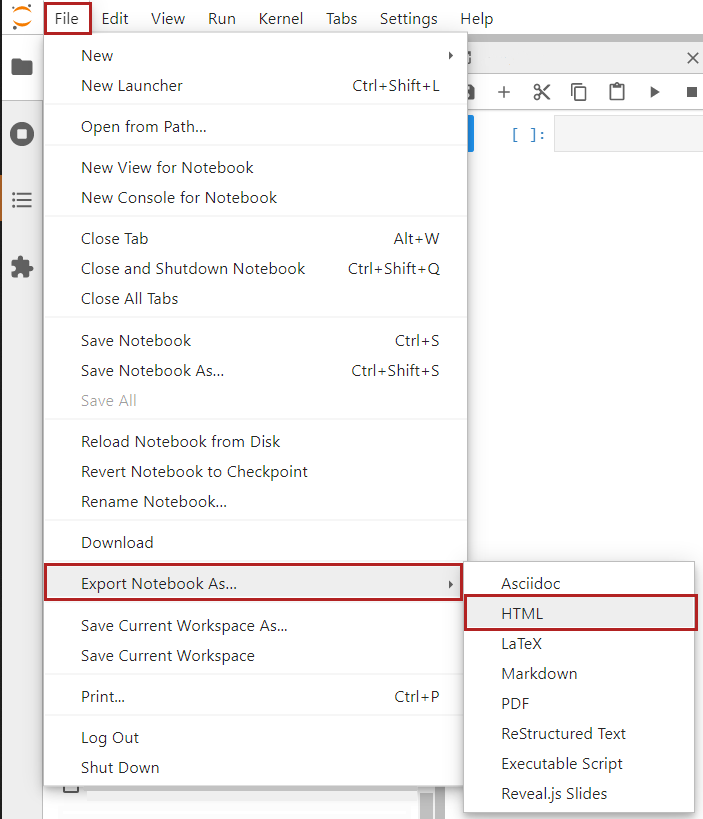 File Edit View Run Kernel Tabs Settings Help
New
New Launcher Ctrl+Shift+L
Open from Path...
[ ]:
New View for Notebook
New Console for Notebook
Close Tab Alt+W
Close and Shutdown Notebook Ctrl+Shift+Q
Close All Tabs
Save Notebook Ctrl+S
Save Notebook As... Ctrl+Shift+S
Save All
Reload Notebook from Disk
Revert Notebook to Checkpoint
Rename Notebook...
Download
Export Notebook As...
Save Current Workspace As...
Save Current Workspace
Print... Ctrl+P
Log Out
Shut Down
Asciidoc
HTML
LaTeX
Markdown
PDF
ReStructured Text
Executable Script
Reveal.js Slides